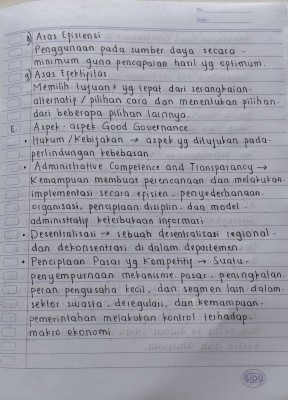 f) Asas Efisiensi
Penggunaan pada sumber daya secara
minimum guna pencapaian hasil yg optimum.
g) Asas Efektifitas
Memilih tujuan² yg tepat dari serangkaian
alternatif / pilihan cara dan menentukan pilihan
dari beberapa pilihan lainnya.
E. Aspek-aspek Good Governance
• Hukum / Kebijakan → aspek yg ditujukan pada
perlindungan kebebasan.
• Administrative Competence and Transparancy →
Kemampuan membuat perencanaan dan melakukan
implementasi secara efisien, penyederhanaan
organisasi, penciptaan disiplin dan model
administratif keterbukaan informasi
• Desentralisasi → sebuah desentralisasi regional
dan dekonsentrasi di dalam departemen.
• Penciptaan Pasar yg Kompetitif → Suatu
penyempurnaan mekanisme pasar, peningkatan
peran pengusaha kecil, dan segmen lain dalam
sektor swasta, deregulasi, dan kemampuan
pemerintahan melakukan kontrol terhadap
makro ekonomi
SIDU